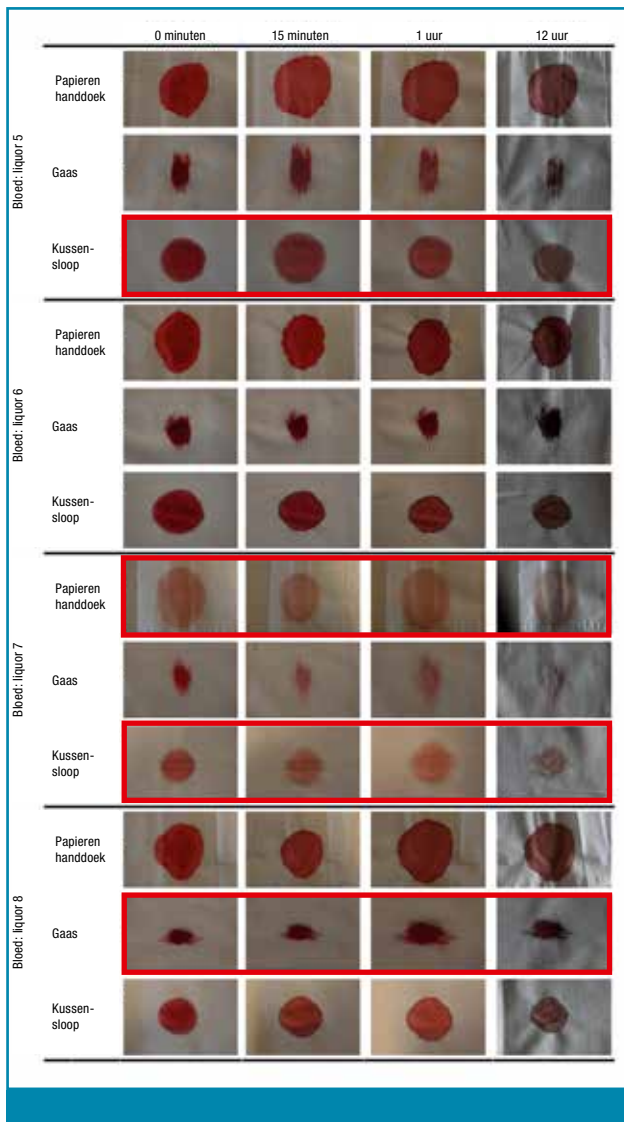 0 minuten 15 minuten 1 uur 12 uur
Bloed: liquor 5
Papieren
handdoek
Gaas
Kussen-
sloop
Bloed: liquor 6
Papieren
handdoek
Gaas
Kussen-
sloop
Bloed: liquor 7
Papieren
handdoek
Gaas
Kussen-
sloop
Bloed: liquor 8
Papieren
handdoek
Gaas
Kussen-
sloop